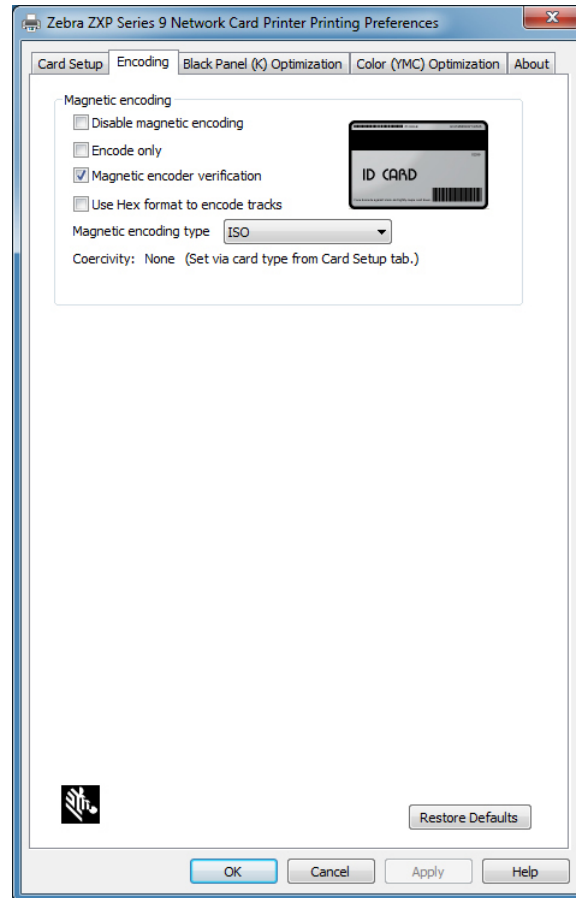 Zebra ZXP Series 9 Network Card Printer Printing Preferences
Card Setup Encoding Black Panel (K) Optimization Color (YMC) Optimization About
Magnetic encoding
Disable magnetic encoding
Encode only
Magnetic encoder verification
Use Hex format to encode tracks
ID CARD
Magnetic encoding type ISO
Coercivity: None (Set via card type from Card Setup tab.)
Restore Defaults
OK Cancel Apply Help